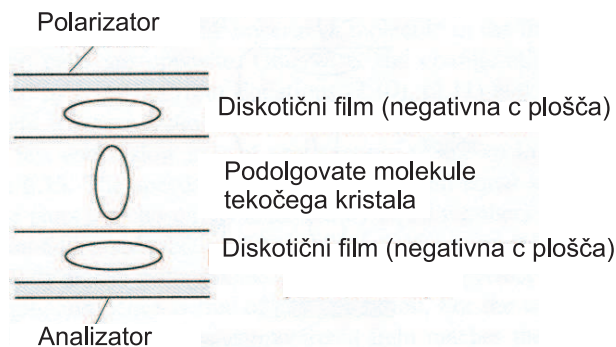 Polarizator
Diskotični film (negativna c plošča)
Podolgovate molekule
tekočega kristala
Diskotični film (negativna c plošča)
Analizator